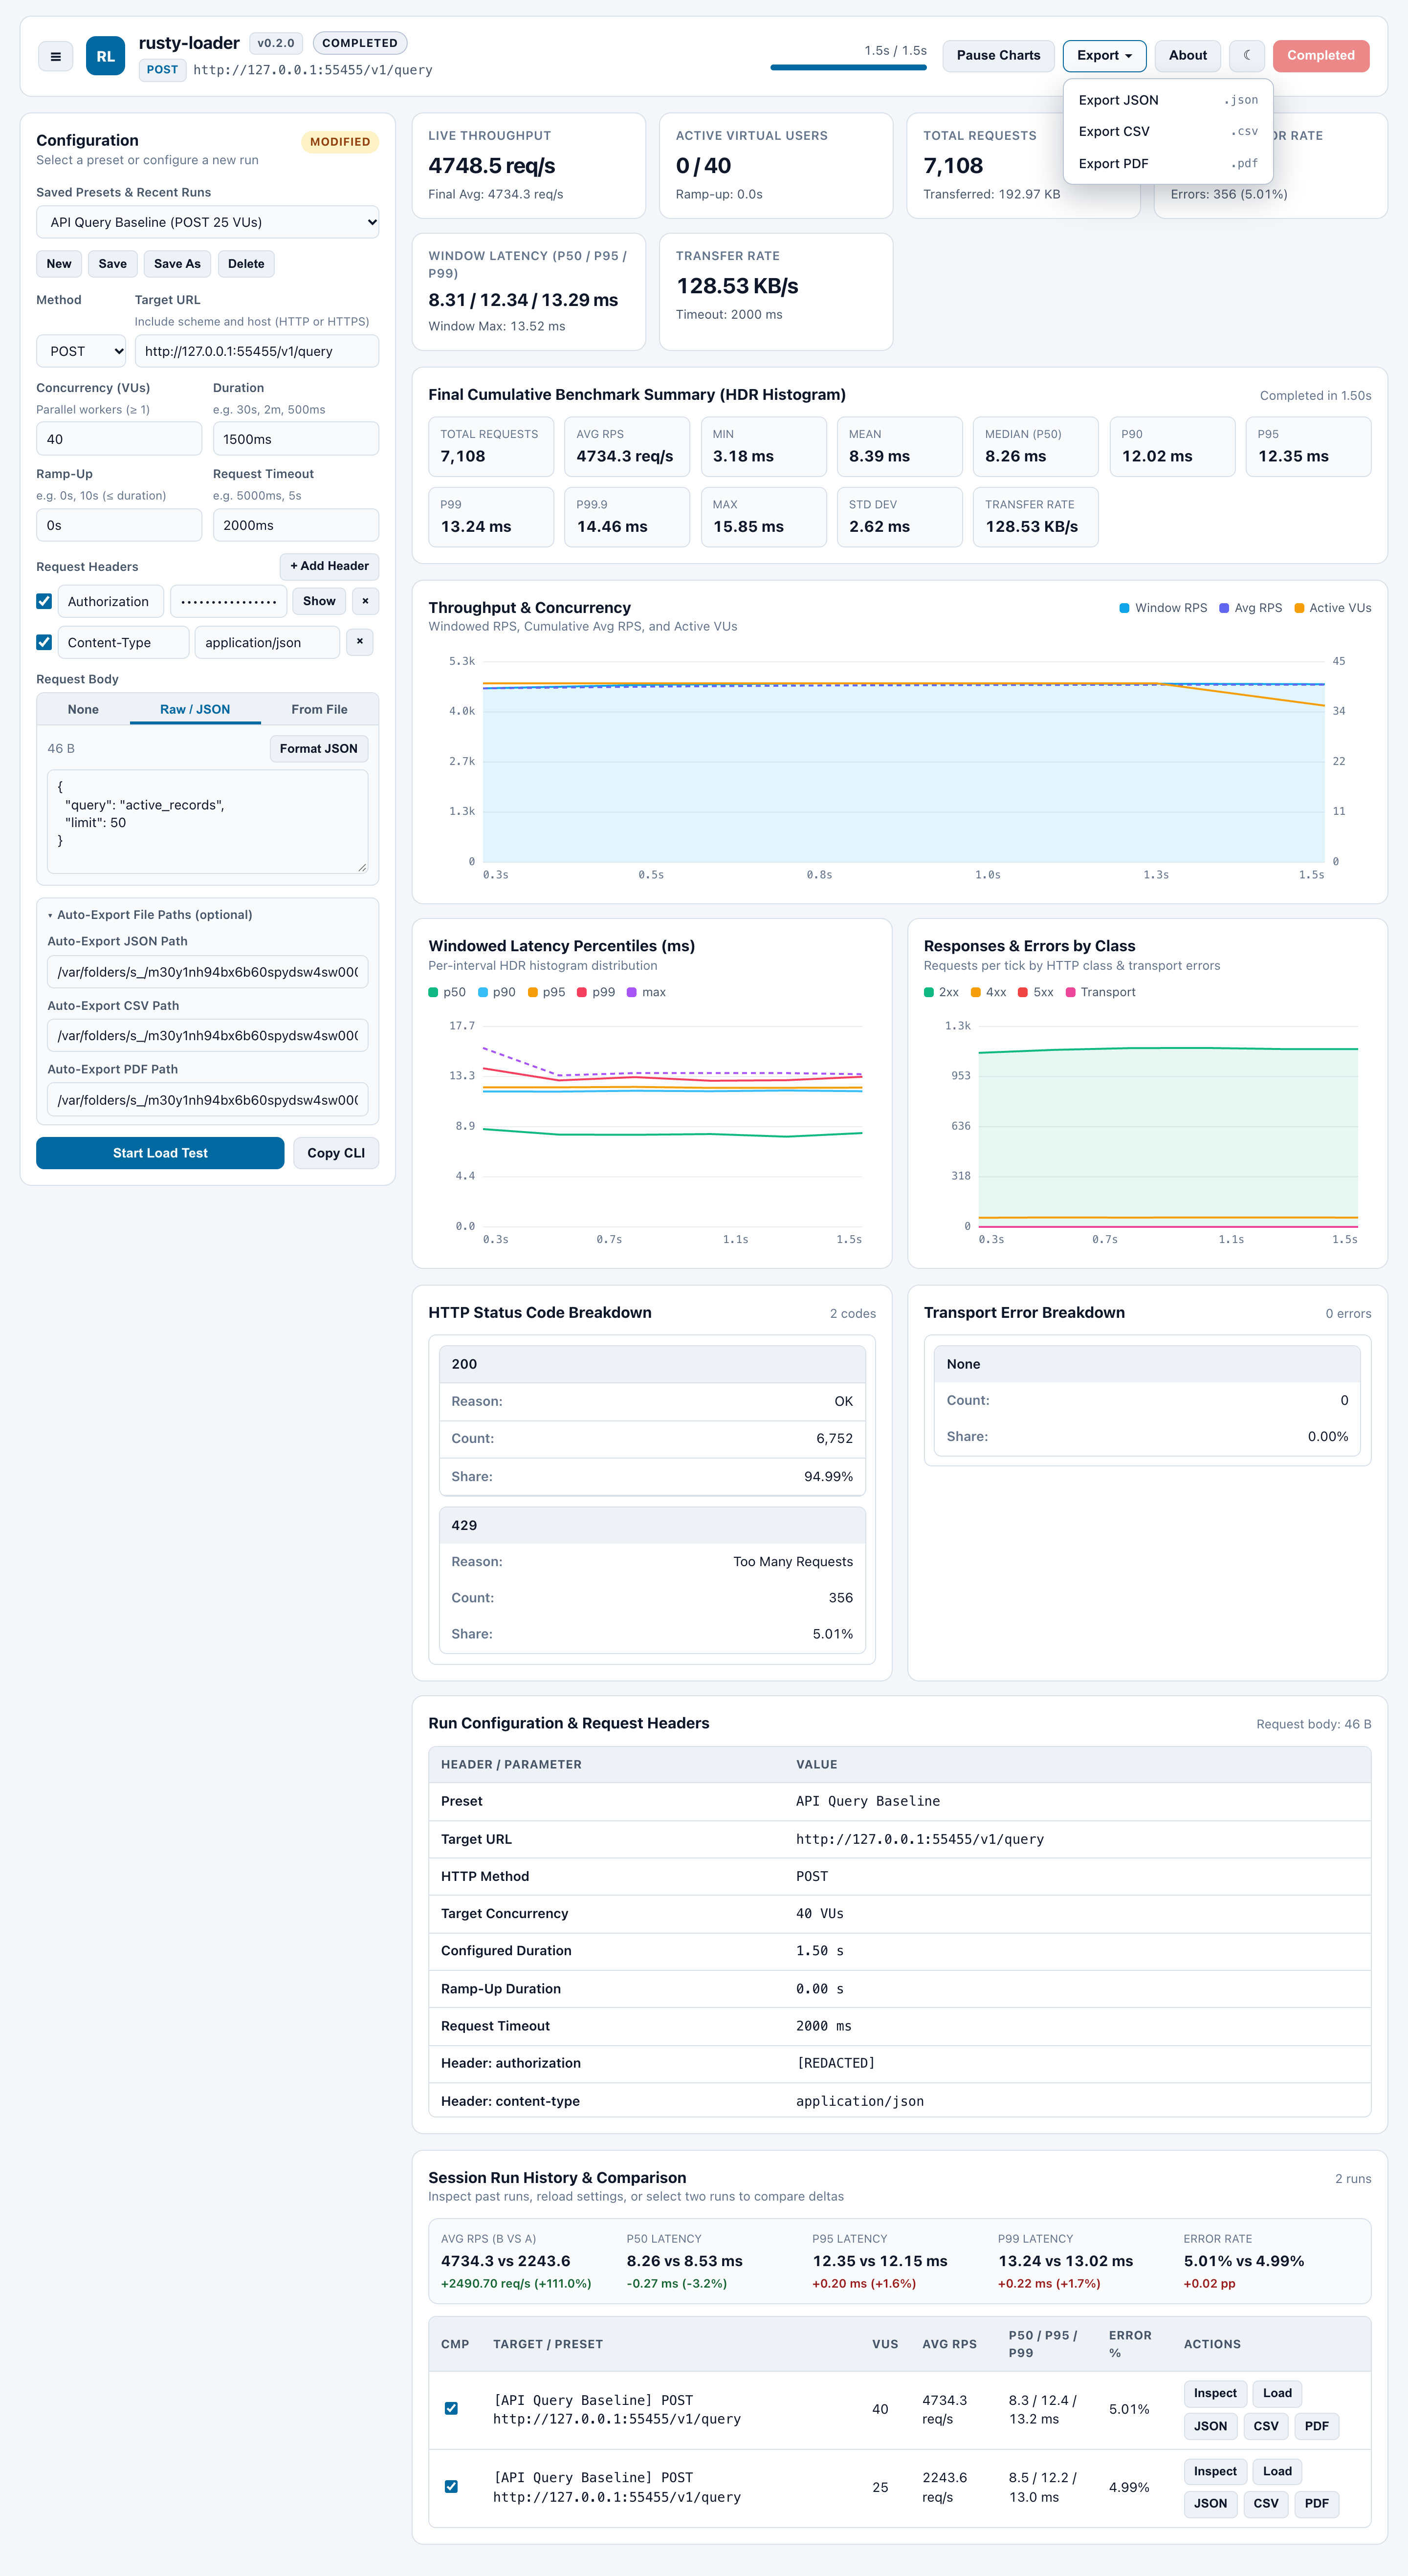 ≡
RL
rusty-loader v0.2.0 COMPLETED
POST http://127.0.0.1:55455/v1/query
1.5s / 1.5s
Pause Charts
Export
About
☾
Completed
Export JSON .json
Export CSV .csv
Export PDF .pdf
Configuration
MODIFIED
Select a preset or configure a new run
Saved Presets & Recent Runs
API Query Baseline (POST 25 VUs)
New Save Save As Delete
Method Target URL
Include scheme and host (HTTP or HTTPS)
POST http://127.0.0.1:55455/v1/query
Concurrency (VUs) Duration
Parallel workers (≥ 1) e.g. 30s, 2m, 500ms
40 1500ms
Ramp-Up Request Timeout
e.g. 0s, 10s (≤ duration) e.g. 5000ms, 5s
0s 2000ms
Request Headers + Add Header
Authorization •••••••••••••••• Show ×
Content-Type application/json ×
Request Body
None Raw / JSON From File
46 B Format JSON
{
"query": "active_records",
"limit": 50
}
▾ Auto-Export File Paths (optional)
Auto-Export JSON Path
/var/folders/s_/m30y1nh94bx6b60spydsw4sw000
Auto-Export CSV Path
/var/folders/s_/m30y1nh94bx6b60spydsw4sw000
Auto-Export PDF Path
/var/folders/s_/m30y1nh94bx6b60spydsw4sw000
Start Load Test Copy CLI
LIVE THROUGHPUT
4748.5 req/s
Final Avg: 4734.3 req/s
ACTIVE VIRTUAL USERS
0 / 40
Ramp-up: 0.0s
TOTAL REQUESTS
7,108
Transferred: 192.97 KB
OR RATE
Errors: 356 (5.01%)
WINDOW LATENCY (P50 / P95 /
P99)
8.31 / 12.34 / 13.29 ms
Window Max: 13.52 ms
TRANSFER RATE
128.53 KB/s
Timeout: 2000 ms
Final Cumulative Benchmark Summary (HDR Histogram) Completed in 1.50s
TOTAL REQUESTS AVG RPS MIN MEAN MEDIAN (P50) P90 P95
7,108 4734.3 req/s 3.18 ms 8.39 ms 8.26 ms 12.02 ms 12.35 ms
P99 P99.9 MAX STD DEV TRANSFER RATE
13.24 ms 14.46 ms 15.85 ms 2.62 ms 128.53 KB/s
Throughput & Concurrency Window RPS Avg RPS Active VUs
Windowed RPS, Cumulative Avg RPS, and Active VUs
5.3k 45
4.0k 34
2.7k 22
1.3k 11
0 0
0.3s 0.5s 0.8s 1.0s 1.3s 1.5s
Windowed Latency Percentiles (ms)
Per-interval HDR histogram distribution
p50 p90 p95 p99 max
17.7
13.3
8.9
4.4
0.0
0.3s 0.7s 1.1s 1.5s
Responses & Errors by Class
Requests per tick by HTTP class & transport errors
2xx 4xx 5xx Transport
1.3k
953
636
318
0
0.3s 0.7s 1.1s 1.5s
HTTP Status Code Breakdown 2 codes
200
Reason: OK
Count: 6,752
Share: 94.99%
429
Reason: Too Many Requests
Count: 356
Share: 5.01%
Transport Error Breakdown 0 errors
None
Count: 0
Share: 0.00%
Run Configuration & Request Headers Request body: 46 B
HEADER / PARAMETER VALUE
Preset API Query Baseline
Target URL http://127.0.0.1:55455/v1/query
HTTP Method POST
Target Concurrency 40 VUs
Configured Duration 1.50 s
Ramp-Up Duration 0.00 s
Request Timeout 2000 ms
Header: authorization [REDACTED]
Header: content-type application/json
Session Run History & Comparison 2 runs
Inspect past runs, reload settings, or select two runs to compare deltas
AVG RPS (B VS A) P50 LATENCY P95 LATENCY P99 LATENCY ERROR RATE
4734.3 vs 2243.6 8.26 vs 8.53 ms 12.35 vs 12.15 ms 13.24 vs 13.02 ms 5.01% vs 4.99%
+2490.70 req/s (+111.0%) -0.27 ms (-3.2%) +0.20 ms (+1.6%) +0.22 ms (+1.7%) +0.02 pp
CMP TARGET / PRESET VUS AVG RPS P50 / P95 / P99 ERROR % ACTIONS
[API Query Baseline] POST
http://127.0.0.1:55455/v1/query
40
4734.3 req/s
8.3 / 12.4 / 13.2 ms
5.01%
Inspect Load
JSON CSV PDF
[API Query Baseline] POST
http://127.0.0.1:55455/v1/query
25
2243.6 req/s
8.5 / 12.2 / 13.0 ms
4.99%
Inspect Load
JSON CSV PDF